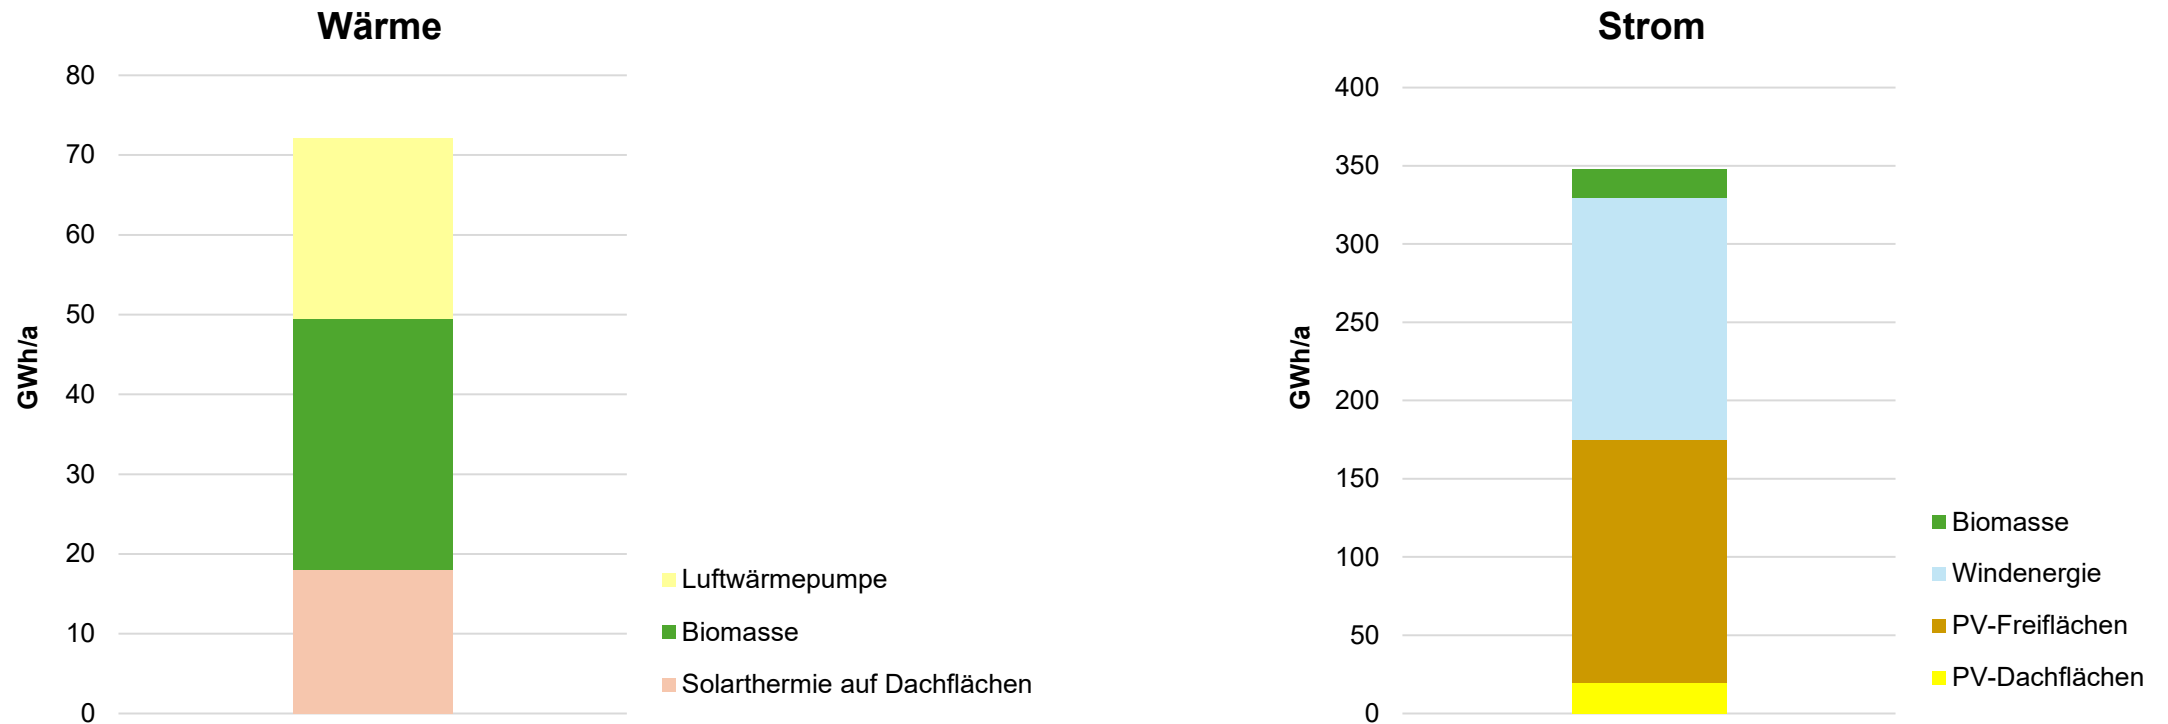 Wärme
80
70
60
50
40
30
20
10
0
GWh/a
Luftwärmepumpe
Biomasse
Solarthermie auf Dachflächen
Strom
400
350
300
250
200
150
100
50
0
GWh/a
Biomasse
Windenergie
PV-Freiflächen
PV-Dachflächen